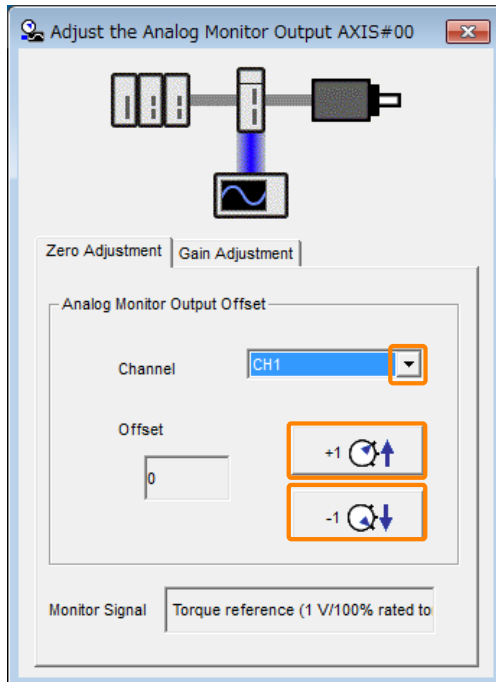 Adjust the Analog Monitor Output AXIS#00
Zero Adjustment
Gain Adjustment
Analog Monitor Output Offset
Channel
CH1
Offset
0
+1
-1
Monitor Signal
Torque reference (1 V/100% rated to